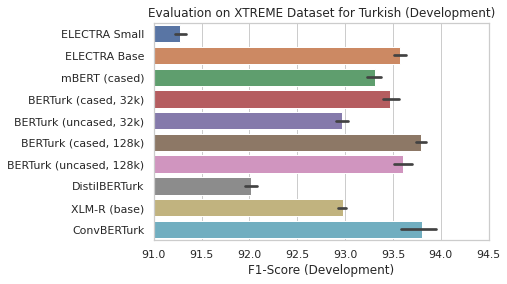 Evaluation on XTREME Dataset for Turkish (Development)
ELECTRA Small
ELECTRA Base
mBERT (cased)
BERTurk (cased, 32k)
BERTurk (uncased, 32k)
BERTurk (cased, 128k)
BERTurk (uncased, 128k)
DistilBERTurk
XLM-R (base)
ConvBERTurk
91.0 91.5 92.0 92.5 93.0 93.5 94.0 94.5
F1-Score (Development)